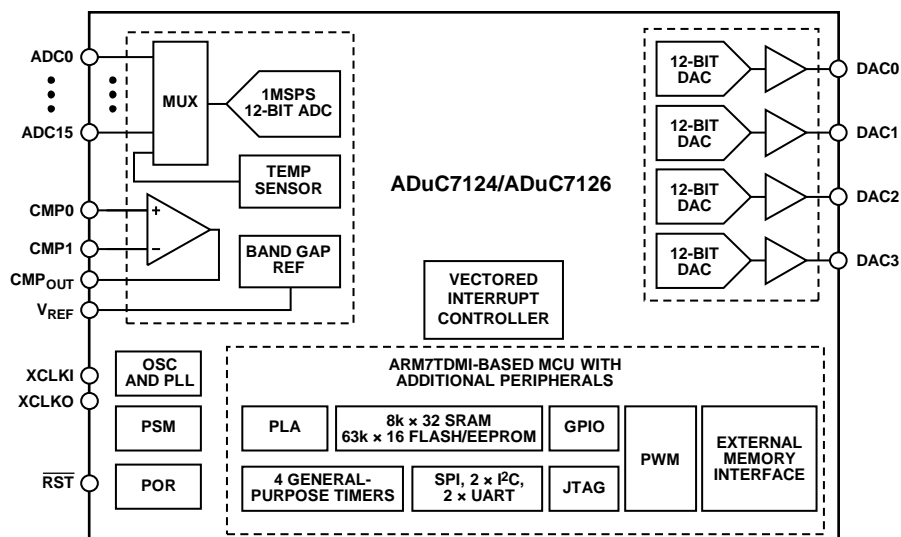 ADC0
ADC15
MUX
1MSPS
12-BIT ADC
TEMP
SENSOR
CMP0
+
CMP1
−
CMPOUT
VREF
BAND GAP
REF
ADuC7124/ADuC7126
12-BIT
DAC
DAC0
12-BIT
DAC
DAC1
12-BIT
DAC
DAC2
12-BIT
DAC
DAC3
VECTORED
INTERRUPT
CONTROLLER
XCLKI
XCLKO
OSC
AND PLL
PSM
RST
POR
ARM7TDMI-BASED MCU WITH
ADDITIONAL PERIPHERALS
PLA
8k × 32 SRAM
63k × 16 FLASH/EEPROM
GPIO
4 GENERAL-
PURPOSE TIMERS
SPI, 2 × I²C,
2 × UART
JTAG
PWM
EXTERNAL
MEMORY
INTERFACE